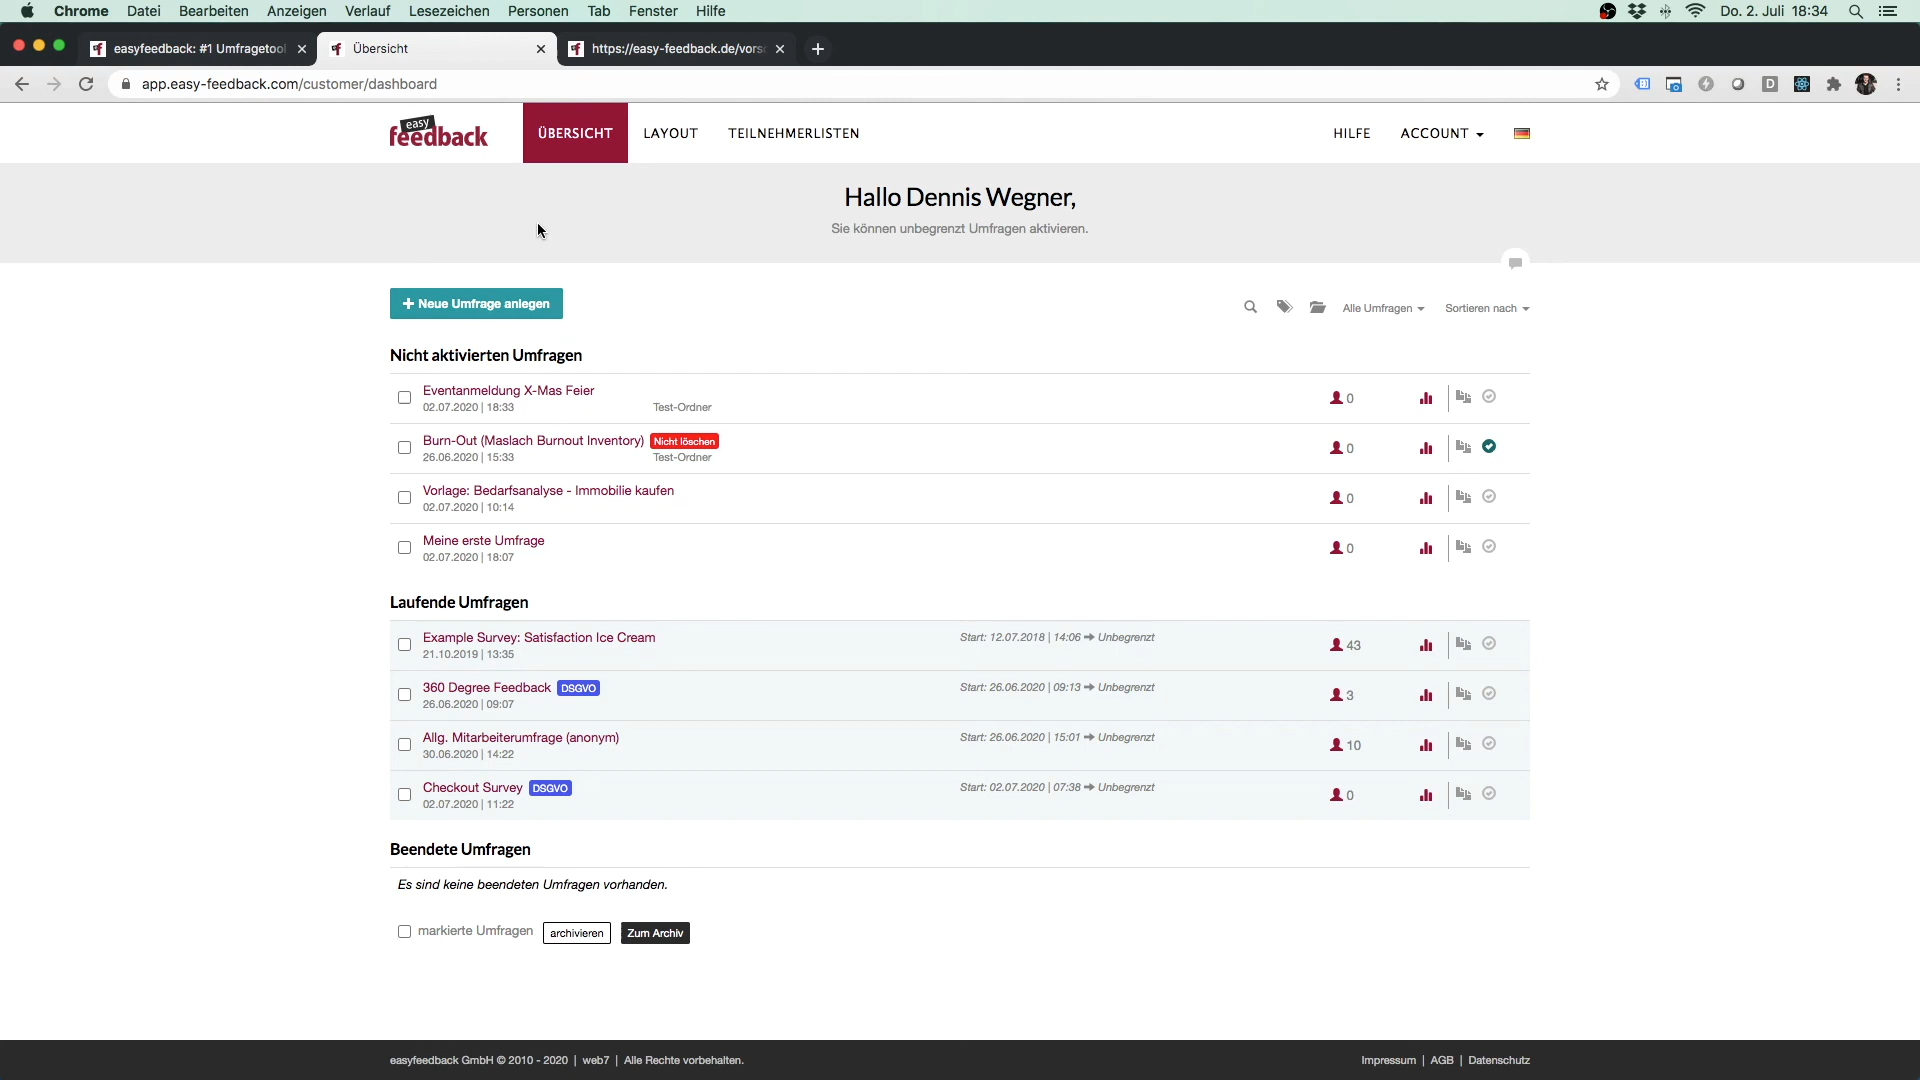 Chrome Datei Bearbeiten Anzeigen Verlauf Lesezeichen Personen Tab Fenster Hilfe Do. 2. Juli 18:34
easyfeedback: #1 Umfragetool Übersicht https://easy-feedback.de/vors
app.easy-feedback.com/customer/dashboard
easy
feedback
ÜBERSICHT LAYOUT TEILNEHMERLISTEN HILFE ACCOUNT
Hallo Dennis Wegner,
Sie können unbegrenzt Umfragen aktivieren.
+ Neue Umfrage anlegen Alle Umfragen Sortieren nach
Nicht aktivierten Umfragen
Eventanmeldung X-Mas Feier
02.07.2020 | 18:33 Test-Ordner 0
Burn-Out (Maslach Burnout Inventory) Nicht löschen
26.06.2020 | 15:33 Test-Ordner 0
Vorlage: Bedarfsanalyse - Immobilie kaufen
02.07.2020 | 10:14 0
Meine erste Umfrage
02.07.2020 | 18:07 0
Laufende Umfragen
Example Survey: Satisfaction Ice Cream Start: 12.07.2018 | 14:06 ➔ Unbegrenzt
21.10.2019 | 13:35 43
360 Degree Feedback DSGVO Start: 26.06.2020 | 09:13 ➔ Unbegrenzt
26.06.2020 | 09:07 3
Allg. Mitarbeiterumfrage (anonym) Start: 26.06.2020 | 15:01 ➔ Unbegrenzt
30.06.2020 | 14:22 10
Checkout Survey DSGVO Start: 02.07.2020 | 07:38 ➔ Unbegrenzt
02.07.2020 | 11:22 0
Beendete Umfragen
Es sind keine beendeten Umfragen vorhanden.
markierte Umfragen archivieren Zum Archiv
easyfeedback GmbH © 2010 - 2020 | web7 | Alle Rechte vorbehalten. Impressum | AGB | Datenschutz